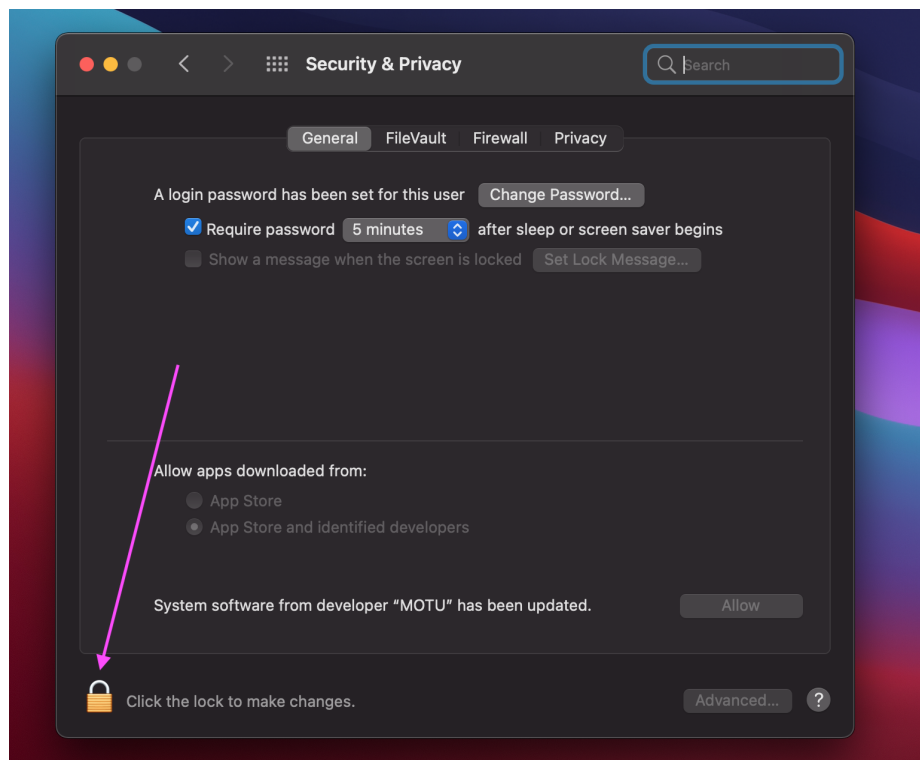 Security & Privacy
Search
General FileVault Firewall Privacy
A login password has been set for this user Change Password...
Require password 5 minutes after sleep or screen saver begins
Show a message when the screen is locked Set Lock Message...
Allow apps downloaded from:
App Store
App Store and identified developers
System software from developer “MOTU” has been updated. Allow
Click the lock to make changes. Advanced... ?